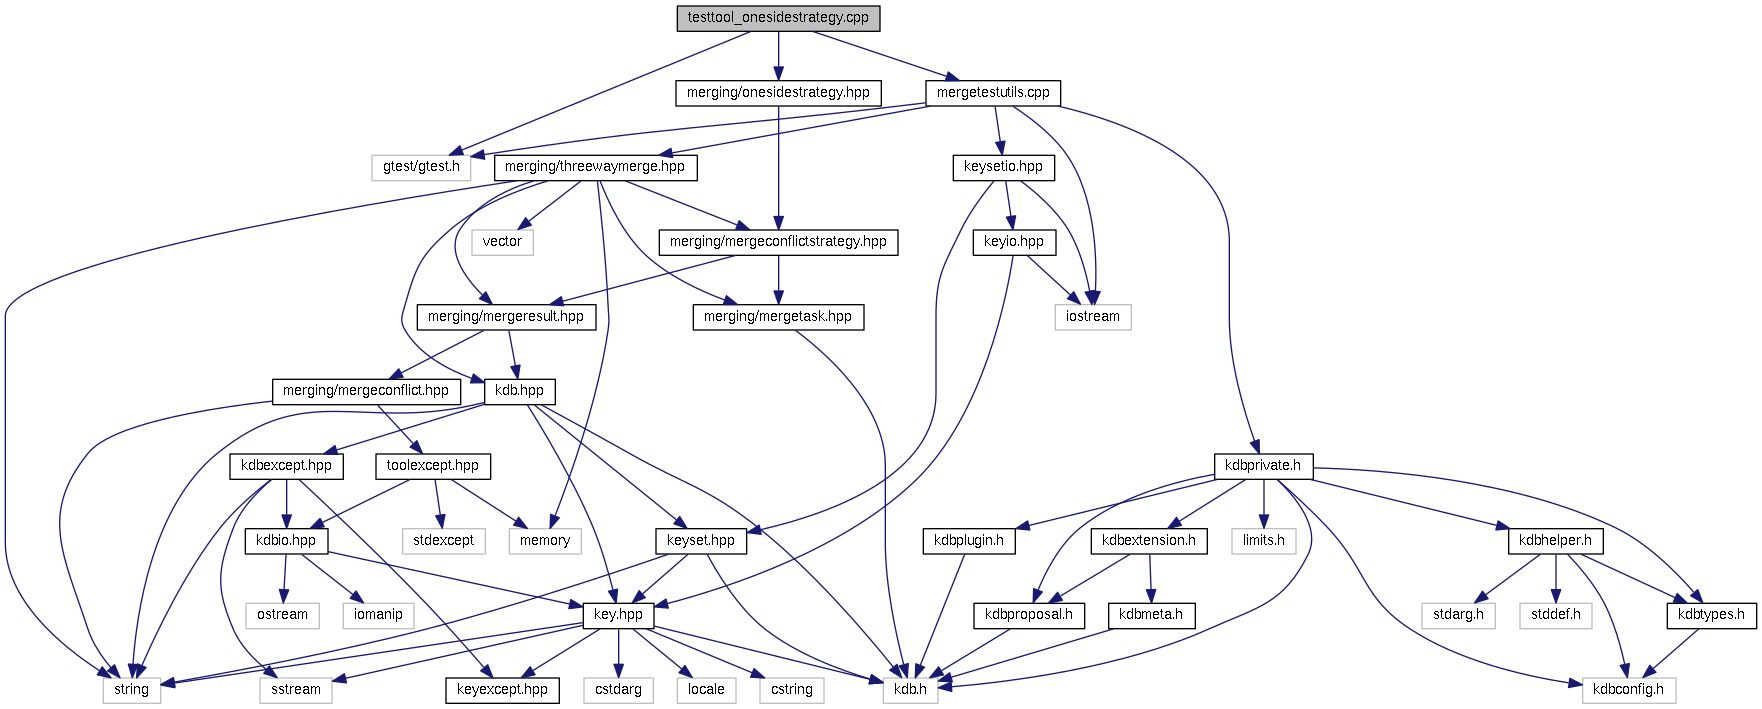 testtool_onesidestrategy.cpp
merging/onesidestrategy.hpp
mergetestutils.cpp
gtest/gtest.h
merging/threewaymerge.hpp
keysetio.hpp
vector
merging/mergeconflictstrategy.hpp
keyio.hpp
merging/mergeresult.hpp
merging/mergetask.hpp
iostream
merging/mergeconflict.hpp
kdb.hpp
kdbexcept.hpp
toolexcept.hpp
kdbprivate.h
kdbio.hpp
stdexcept
memory
keyset.hpp
kdbplugin.h
kdbextension.h
limits.h
kdbhelper.h
ostream
iomanip
key.hpp
kdbproposal.h
kdbmeta.h
stdarg.h
stddef.h
kdbtypes.h
string
sstream
keyexcept.hpp
cstdarg
locale
cstring
kdb.h
kdbconfig.h